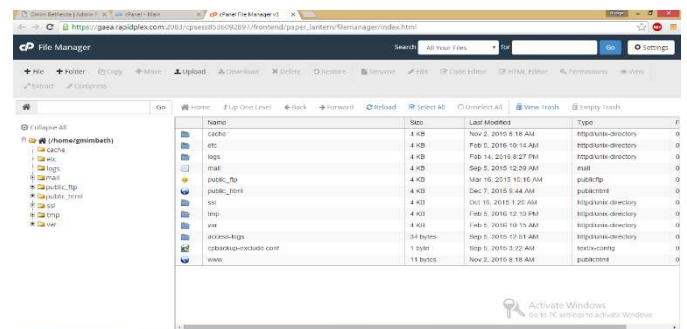 cPanel - Main
cPanel File Manager v3
https://gaea.rapidplex.com:2083/cpsess8536092897/frontend/paper_lantern/filemanager/index.html
cP File Manager
Search All Your Files for Go Settings
+ File + Folder Copy Move Upload Download Delete Restore Rename Edit Code Editor HTML Editor Permissions View
Extract Compress
Go Home Up One Level Back Forward Reload Select All Unselect All View Trash Empty Trash
Collapse All
(/home/gmimbeth)
cache
etc
logs
mail
public_ftp
public_html
ssl
tmp
var
Name Size Last Modified Type
cache 4 KB Nov 2, 2015 8:18 AM httpd/unix-directory
etc 4 KB Feb 5, 2016 10:14 AM httpd/unix-directory
logs 4 KB Feb 14, 2016 8:27 PM httpd/unix-directory
mail 4 KB Sep 5, 2015 12:59 AM mail
public_ftp 4 KB Mar 16, 2015 10:16 AM publicftp
public_html 4 KB Dec 7, 2015 9:44 AM publichtml
ssl 4 KB Oct 16, 2015 1:20 AM httpd/unix-directory
tmp 4 KB Feb 5, 2016 12:10 PM httpd/unix-directory
var 4 KB Feb 5, 2016 10:15 AM httpd/unix-directory
access-logs 34 bytes Sep 5, 2015 12:51 AM httpd/unix-directory
cpbackup-exclude.conf 1 byte Sep 5, 2015 3:22 AM text/x-config
www 11 bytes Nov 2, 2015 8:18 AM publichtml
Activate Windows
Go to PC settings to activate Windows